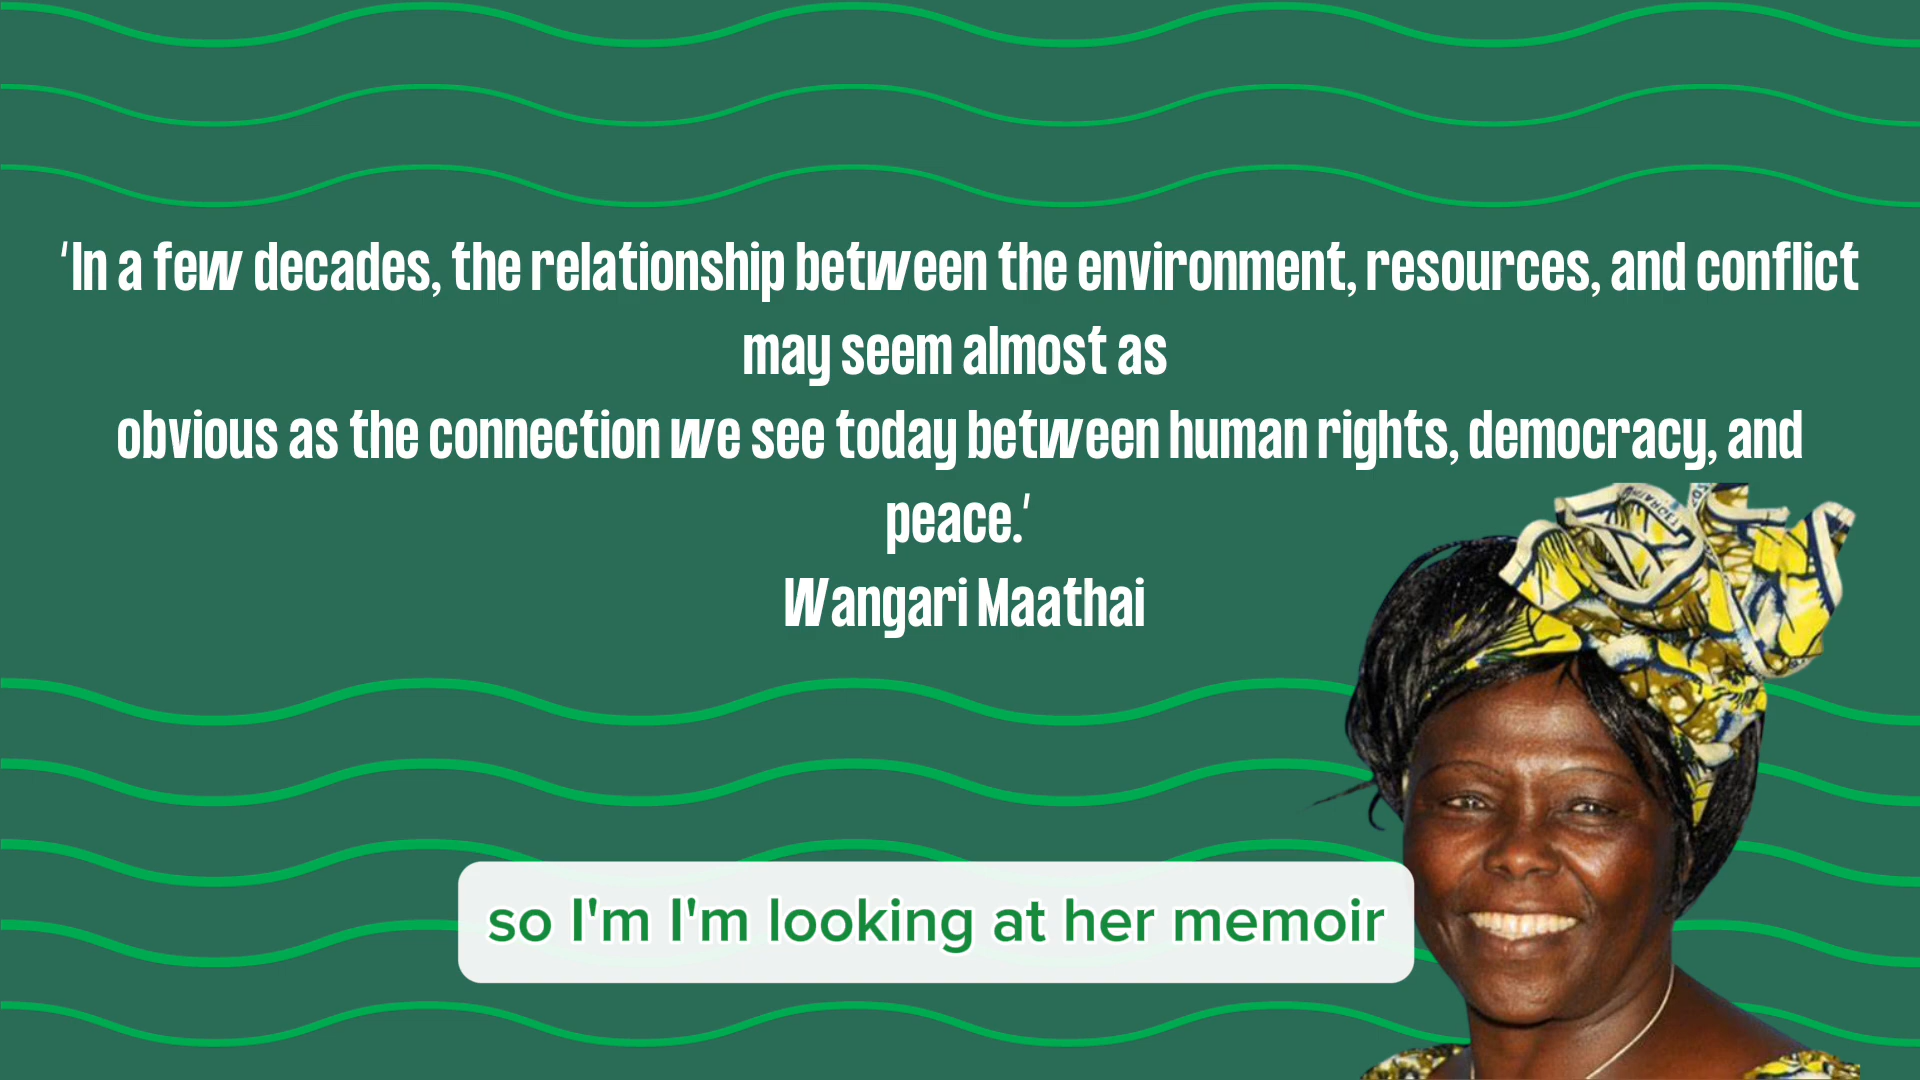 'In a few decades, the relationship between the environment, resources, and conflict
may seem almost as
obvious as the connection we see today between human rights, democracy, and
peace.'
Wangari Maathai
so I'm I'm looking at her memoir